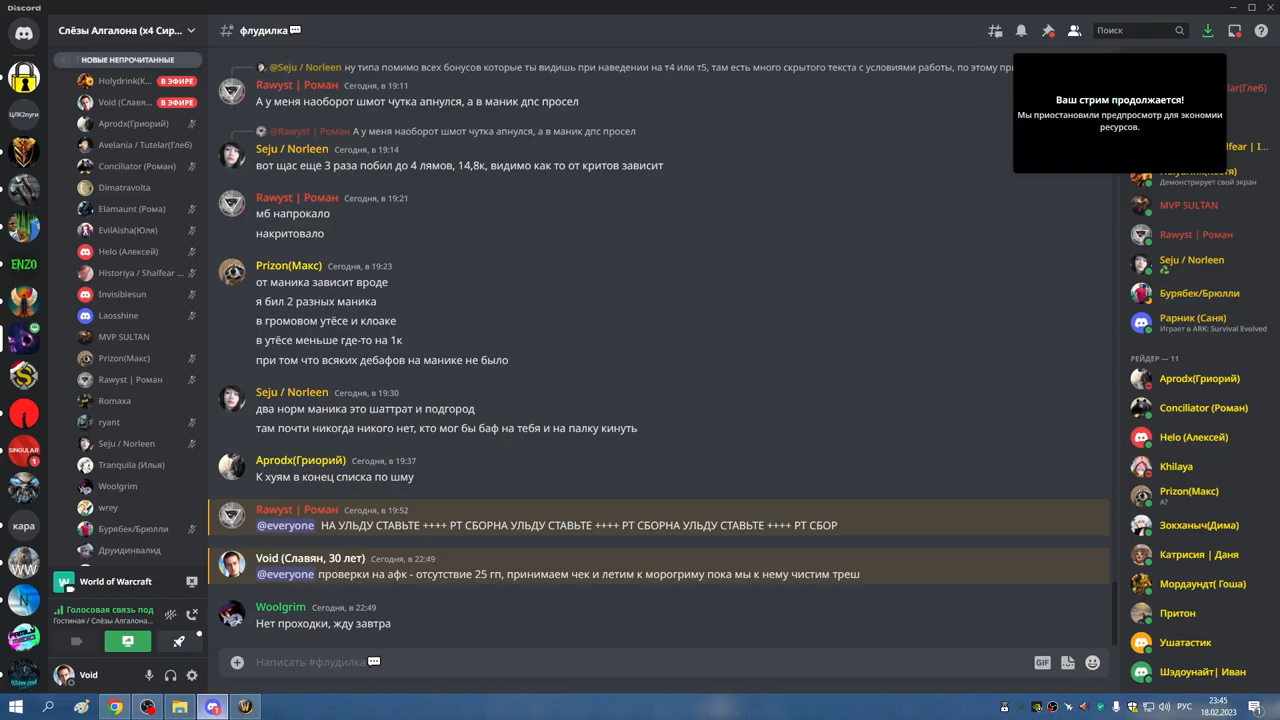 Discord
Слёзы Алгалона (x4 Сир...
НОВЫЕ НЕПРОЧИТАННЫЕ
Holydrink(К... В ЭФИРЕ
Void (Славя... В ЭФИРЕ
Aprodx(Гриорий)
Avelania / Tutelar(Глеб)
Conciliator (Роман)
Dimatravolta
Elamaunt (Рома)
EvilAisha(Юля)
Helo (Алексей)
Historiya / Shalfear ...
Invisiblesun
Laosshine
MVP SULTAN
Prizon(Макс)
Rawyst | Роман
Romaxa
ryant
Seju / Norleen
Tranquila (Илья)
Woolgrim
wrey
Бурябек/Брюлли
Друидинвалид
World of Warcraft
Голосовая связь под
Гостиная / Слёзы Алгалона...
Void
ЦЛК2луги
ENZO
SINGULAR
1
кара
WW
флудилка
Поиск
@Seju / Norleen ну типа помимо всех бонусов которые ты видишь при наведении на т4 или т5, там есть много скрытого текста с условиями работы, по этому при
Rawyst | Роман Сегодня, в 19:11
А у меня наоборот шмот чутка апнулся, а в маник дпс просел
@Rawyst | Роман А у меня наоборот шмот чутка апнулся, а в маник дпс просел
Seju / Norleen Сегодня, в 19:14
вот щас еще 3 раза побил до 4 лямов, 14,8к, видимо как то от критов зависит
Rawyst | Роман Сегодня, в 19:21
мб напрокало
накритовало
Prizon(Макс) Сегодня, в 19:23
от маника зависит вроде
я бил 2 разных маника
в громовом утёсе и клоаке
в утёсе меньше где-то на 1к
при том что всяких дебафов на манике не было
Seju / Norleen Сегодня, в 19:30
два норм маника это шаттрат и подгород
там почти никогда никого нет, кто мог бы баф на тебя и на палку кинуть
Aprodx(Гриорий) Сегодня, в 19:37
К хуям в конец списка по шму
Rawyst | Роман Сегодня, в 19:52
@everyone НА УЛЬДУ СТАВЬТЕ ++++ РТ СБОРНА УЛЬДУ СТАВЬТЕ ++++ РТ СБОРНА УЛЬДУ СТАВЬТЕ ++++ РТ СБОР
Void (Славян, 30 лет) Сегодня, в 22:49
@everyone проверки на афк - отсутствие 25 гп, принимаем чек и летим к морогриму пока мы к нему чистим треш
Woolgrim Сегодня, в 22:49
Нет проходки, жду завтра
Написать #флудилка
GIF
Ваш стрим продолжается!
Мы приостановили предпросмотр для экономии
ресурсов.
lar(Глеб)
alfear | I...
Демонстрирует свой экран
MVP SULTAN
Rawyst | Роман
Seju / Norleen
Бурябек/Брюлли
Рарник (Саня)
Играет в ARK: Survival Evolved
РЕЙДЕР — 11
Aprodx(Гриорий)
Conciliator (Роман)
Helo (Алексей)
Khilaya
Prizon(Макс)
А?
Зокханыч(Дима)
Катрисия | Даня
Мордаундт( Гоша)
Притон
Ушатастик
Шэдоунайт| Иван
РУС
23:45
18.02.2023
1